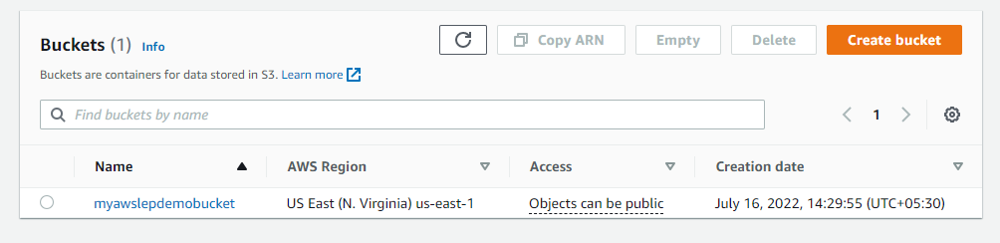 Buckets (1) Info
Copy ARN Empty Delete Create bucket
Buckets are containers for data stored in S3. Learn more
Find buckets by name
1
Name AWS Region Access Creation date
myawslepdemobucket US East (N. Virginia) us-east-1 Objects can be public July 16, 2022, 14:29:55 (UTC+05:30)